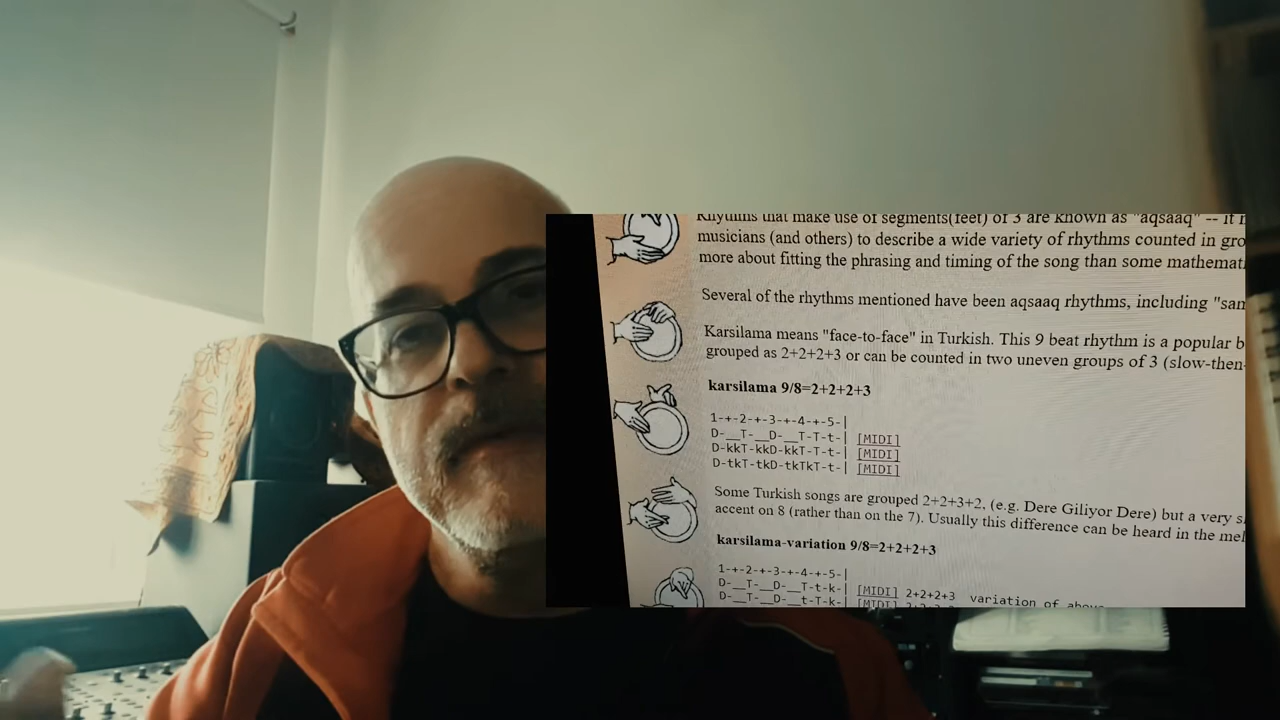 Rhythms that make use of segments(feet) of 3 are known as "aqsaaq" -- it
musicians (and others) to describe a wide variety of rhythms counted in
more about fitting the phrasing and timing of the song than some
Several of the rhythms mentioned have been aqsaaq rhythms, including
Karsilama means "face-to-face" in Turkish. This 9 beat rhythm is a popular
grouped as 2+2+2+3 or can be counted in two uneven groups of 3 (slow-then-
karsilama 9/8=2+2+2+3
1-+-2-+-3-+-4-+-5-|
D-__T-__D-__T-T-t-| [MIDI]
D-kkT-kkD-kkT-T-t-| [MIDI]
D-tkT-tkD-tkTkT-t-| [MIDI]
Some Turkish songs are grouped 2+2+3+2, (e.g. Dere Giliyor Dere) but a very
accent on 8 (rather than on the 7). Usually this difference can be heard in the
karsilama-variation 9/8=2+2+2+3
1-+-2-+-3-+-4-+-5-|
D-__T-__D-__T-t-k-| [MIDI] 2+2+2+3 variation of above
D-__T-__D-__t-T-k-| [MIDI]